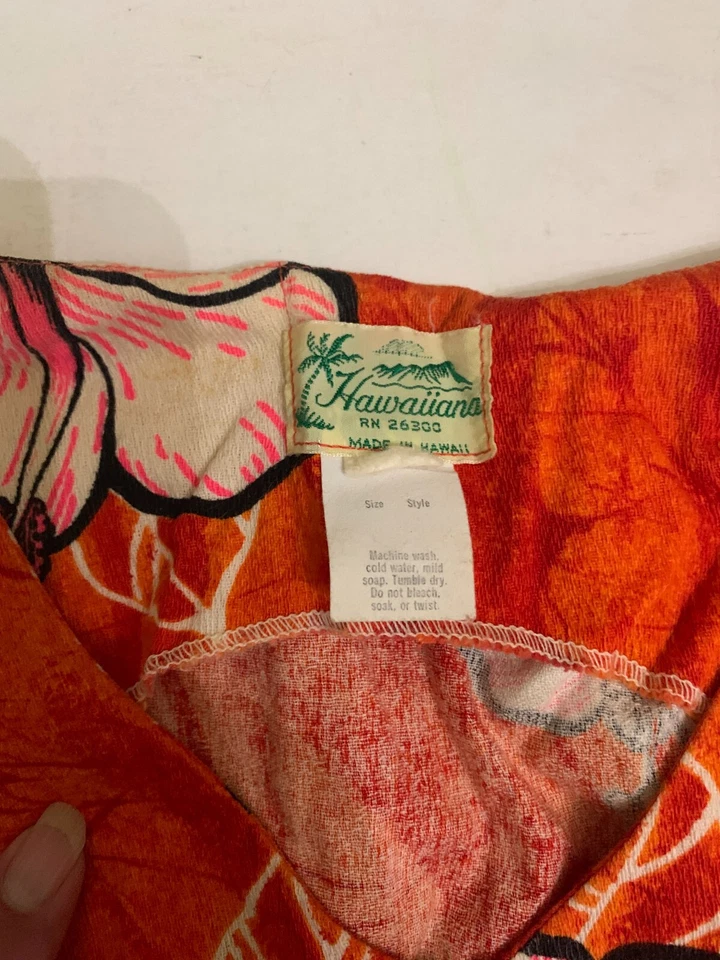 Hawaiiana
RN 26300
MADE IN HAWAII
Size Style
Machine wash,
cold water, mild
soap. Tumble dry.
Do not bleach,
soak, or twist.